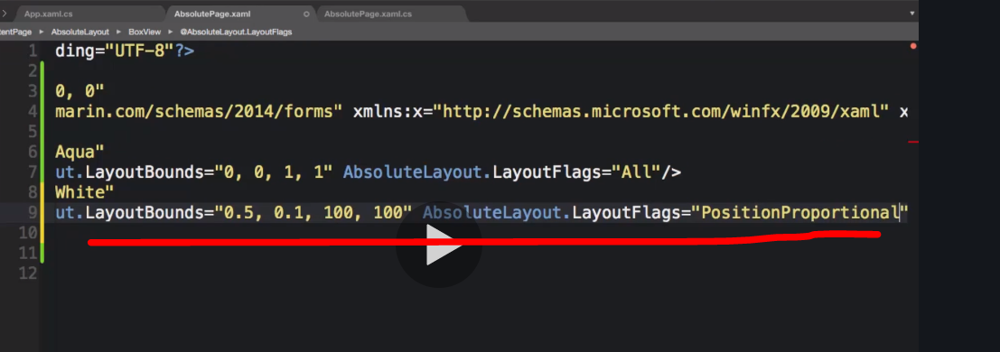 App.xaml.cs AbsolutePage.xaml AbsolutePage.xaml.cs
tentPage ▸ AbsoluteLayout ▸ BoxView ▸ @AbsoluteLayout.LayoutFlags
1 ding="UTF-8"?>
2
3 0, 0"
4 marin.com/schemas/2014/forms" xmlns:x="http://schemas.microsoft.com/winfx/2009/xaml" x
5
6 Aqua"
7 ut.LayoutBounds="0, 0, 1, 1" AbsoluteLayout.LayoutFlags="All"/>
8 White"
9 ut.LayoutBounds="0.5, 0.1, 100, 100" AbsoluteLayout.LayoutFlags="PositionProportional"
10
11
12